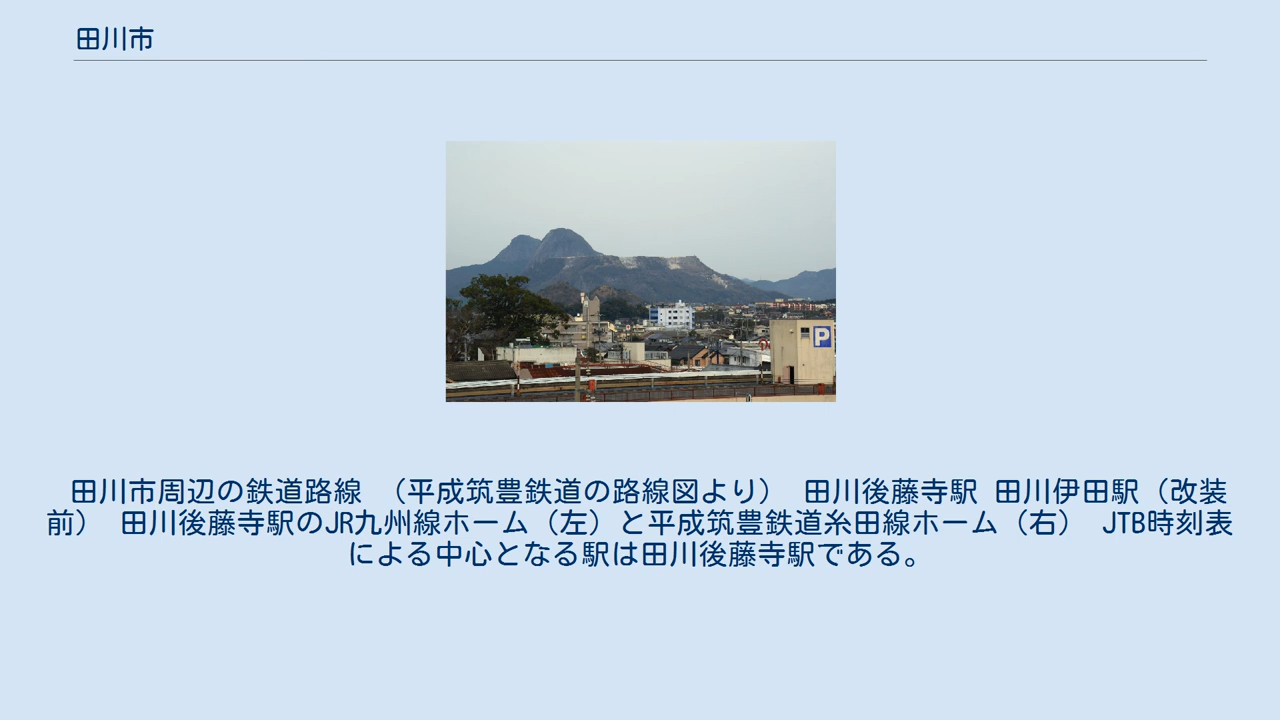 田川市
P
田川市周辺の鉄道路線 （平成筑豊鉄道の路線図より） 田川後藤寺駅 田川伊田駅（改装
前） 田川後藤寺駅のJR九州線ホーム（左）と平成筑豊鉄道糸田線ホーム（右） JTB時刻表
による中心となる駅は田川後藤寺駅である。